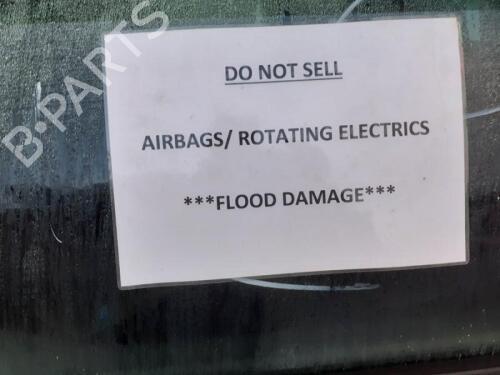 B-PARTS
DO NOT SELL
AIRBAGS/ ROTATING ELECTRICS
***FLOOD DAMAGE***